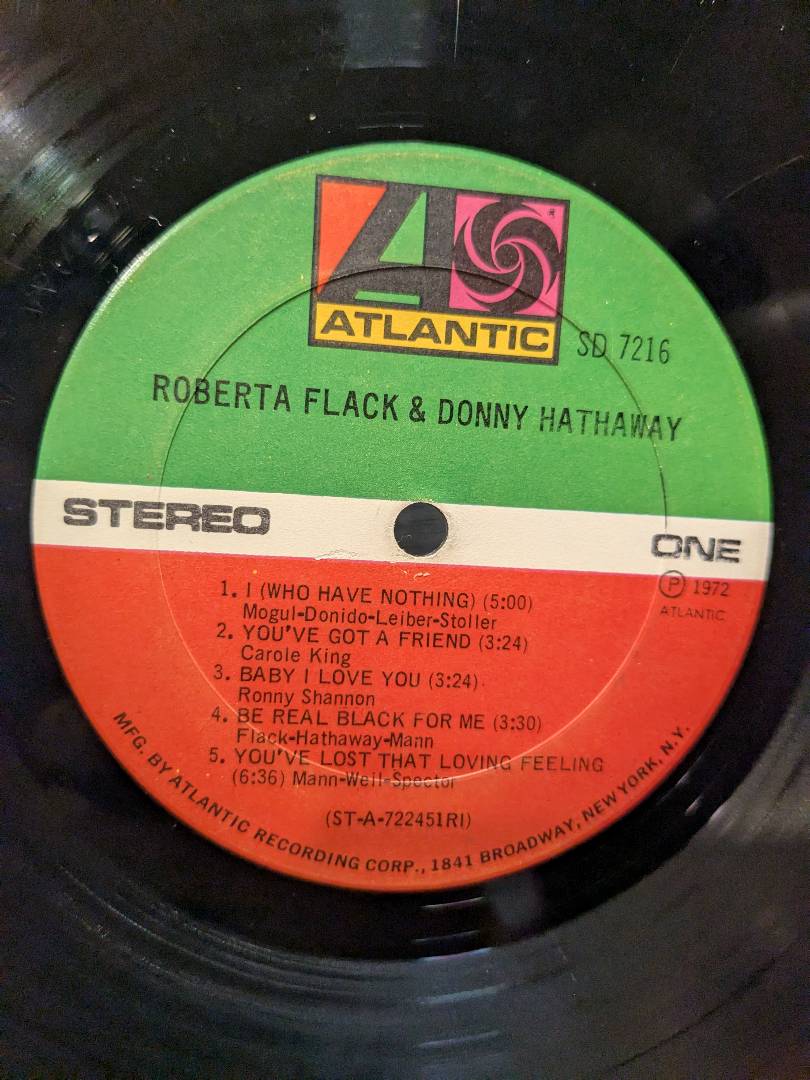 ATLANTIC
SD 7216
ROBERTA FLACK & DONNY HATHAWAY
STEREO
ONE
Ⓟ 1972
ATLANTIC
1. I (WHO HAVE NOTHING) (5:00)
Mogul-Donido-Leiber-Stoller
2. YOU'VE GOT A FRIEND (3:24)
Carole King
3. BABY I LOVE YOU (3:24)
Ronny Shannon
4. BE REAL BLACK FOR ME (3:30)
Flack-Hathaway-Mann
5. YOU'VE LOST THAT LOVING FEELING
(6:36) Mann-Weil-Spector
(ST-A-722451RI)
MFG. BY ATLANTIC RECORDING CORP., 1841 BROADWAY, NEW YORK, N.Y.